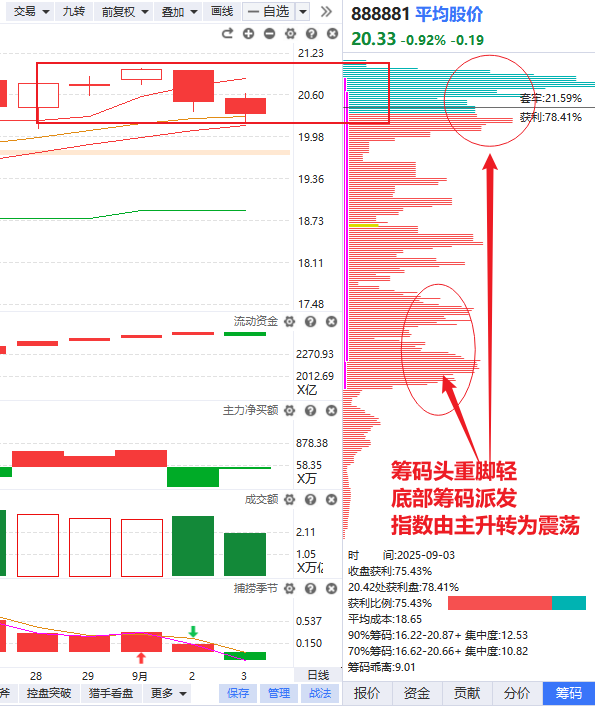 交易 九转 前复权 叠加 画线 一 自选
888881 平均股价
20.33 -0.92% -0.19
21.23
20.60
19.98
19.36
18.73
18.11
17.48
套牢:21.59%
获利:78.41%
流动资金
2270.93
2012.69
X亿
主力净买额
878.38
58.35
X万
成交额
2.11
1.05
X万亿
捕捞季节
0.537
0.150
筹码头重脚轻
底部筹码派发
指数由主升转为震荡
时 间:2025-09-03
收盘获利:75.43%
20.42处获利盘:78.41%
获利比例:75.43%
平均成本:18.65
90%筹码:16.22-20.87+ 集中度:12.53
70%筹码:16.62-20.66+ 集中度:10.82
筹码乖离:9.01
28 29 9月 2 3 日线
斧 控盘突破 猎手看盘 更多 保存 管理 战法
报价 资金 贡献 分价 筹码